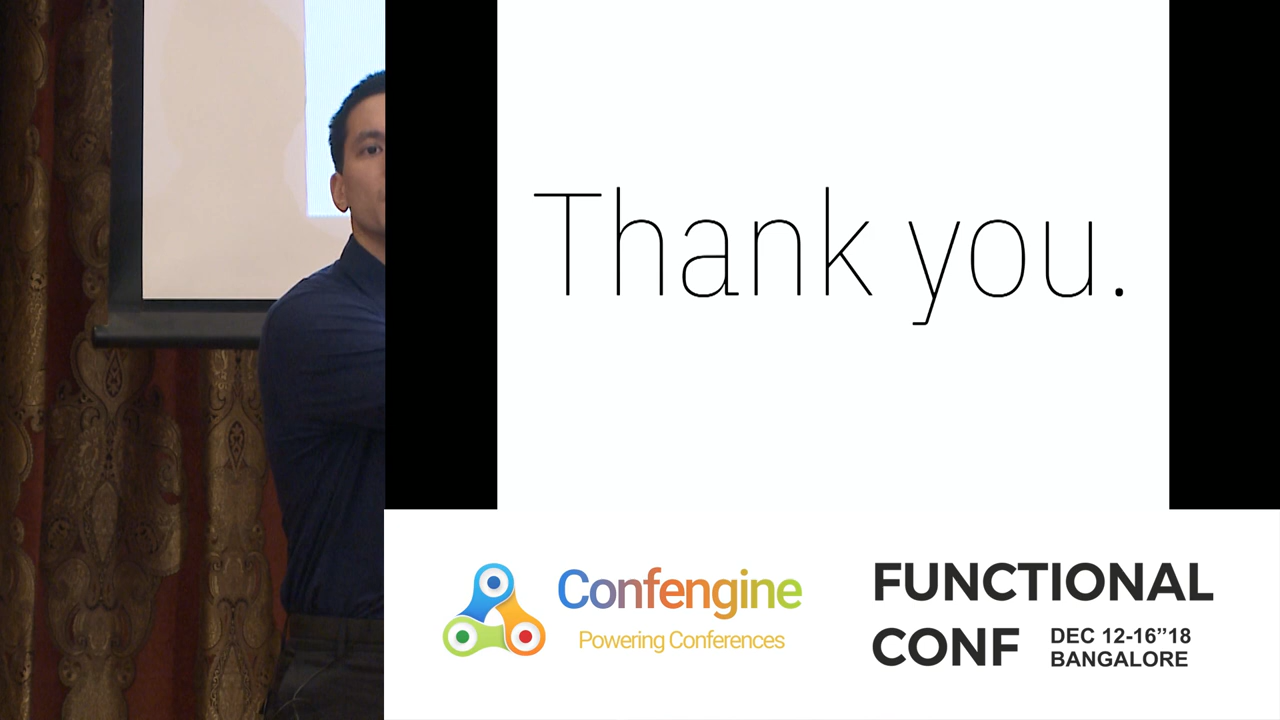 Thank you.
Confengine
Powering Conferences
FUNCTIONAL
CONF
DEC 12-16”18
BANGALORE